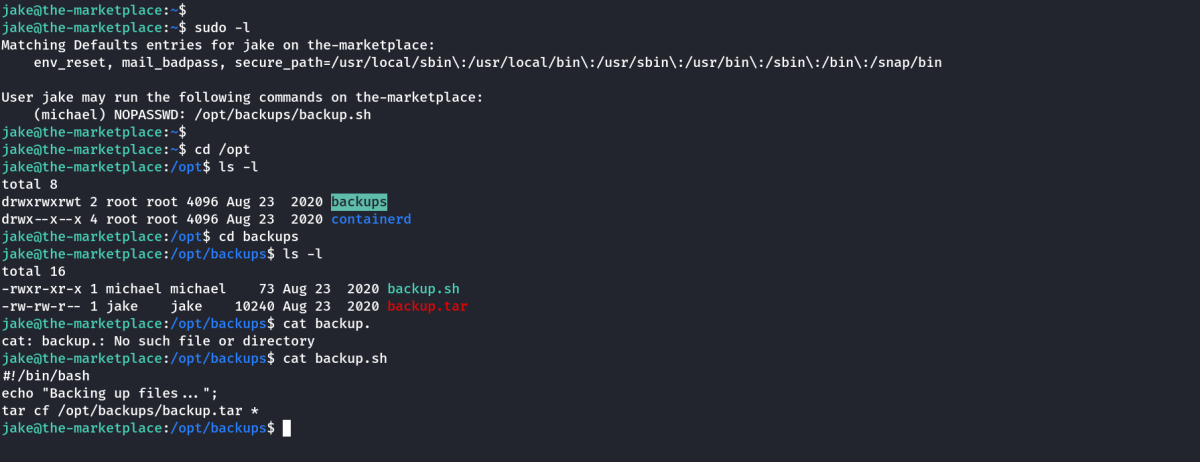 jake@the-marketplace:~$
jake@the-marketplace:~$ sudo -l
Matching Defaults entries for jake on the-marketplace:
    env_reset, mail_badpass, secure_path=/usr/local/sbin\:/usr/local/bin\:/usr/sbin\:/usr/bin\:/sbin\:/bin\:/snap/bin

User jake may run the following commands on the-marketplace:
    (michael) NOPASSWD: /opt/backups/backup.sh
jake@the-marketplace:~$
jake@the-marketplace:~$ cd /opt
jake@the-marketplace:/opt$ ls -l
total 8
drwxrwxrwt 2 root root 4096 Aug 23  2020 backups
drwx--x--x 4 root root 4096 Aug 23  2020 containerd
jake@the-marketplace:/opt$ cd backups
jake@the-marketplace:/opt/backups$ ls -l
total 16
-rwxr-xr-x 1 michael michael    73 Aug 23  2020 backup.sh
-rw-rw-r-- 1 jake    jake    10240 Aug 23  2020 backup.tar
jake@the-marketplace:/opt/backups$ cat backup.
cat: backup.: No such file or directory
jake@the-marketplace:/opt/backups$ cat backup.sh
#!/bin/bash
echo "Backing up files...";
tar cf /opt/backups/backup.tar *
jake@the-marketplace:/opt/backups$